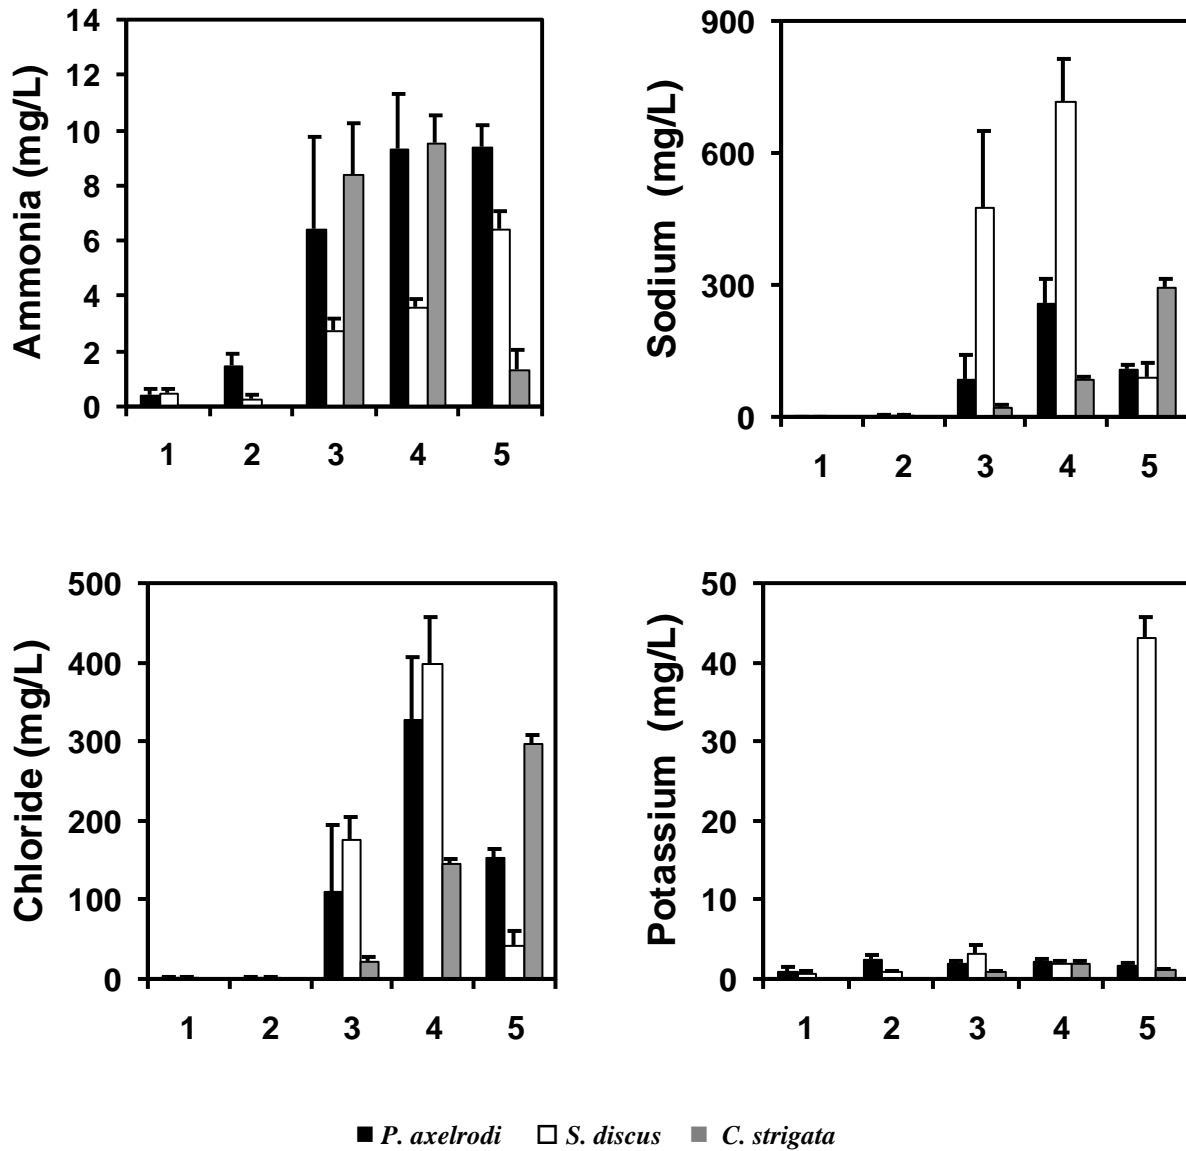 Ammonia (mg/L)
14
12
10
8
6
4
2
0
1 2 3 4 5
Sodium (mg/L)
900
600
300
0
1 2 3 4 5
Chloride (mg/L)
500
400
300
200
100
0
1 2 3 4 5
Potassium (mg/L)
50
40
30
20
10
0
1 2 3 4 5
P. axelrodi S. discus C. strigata